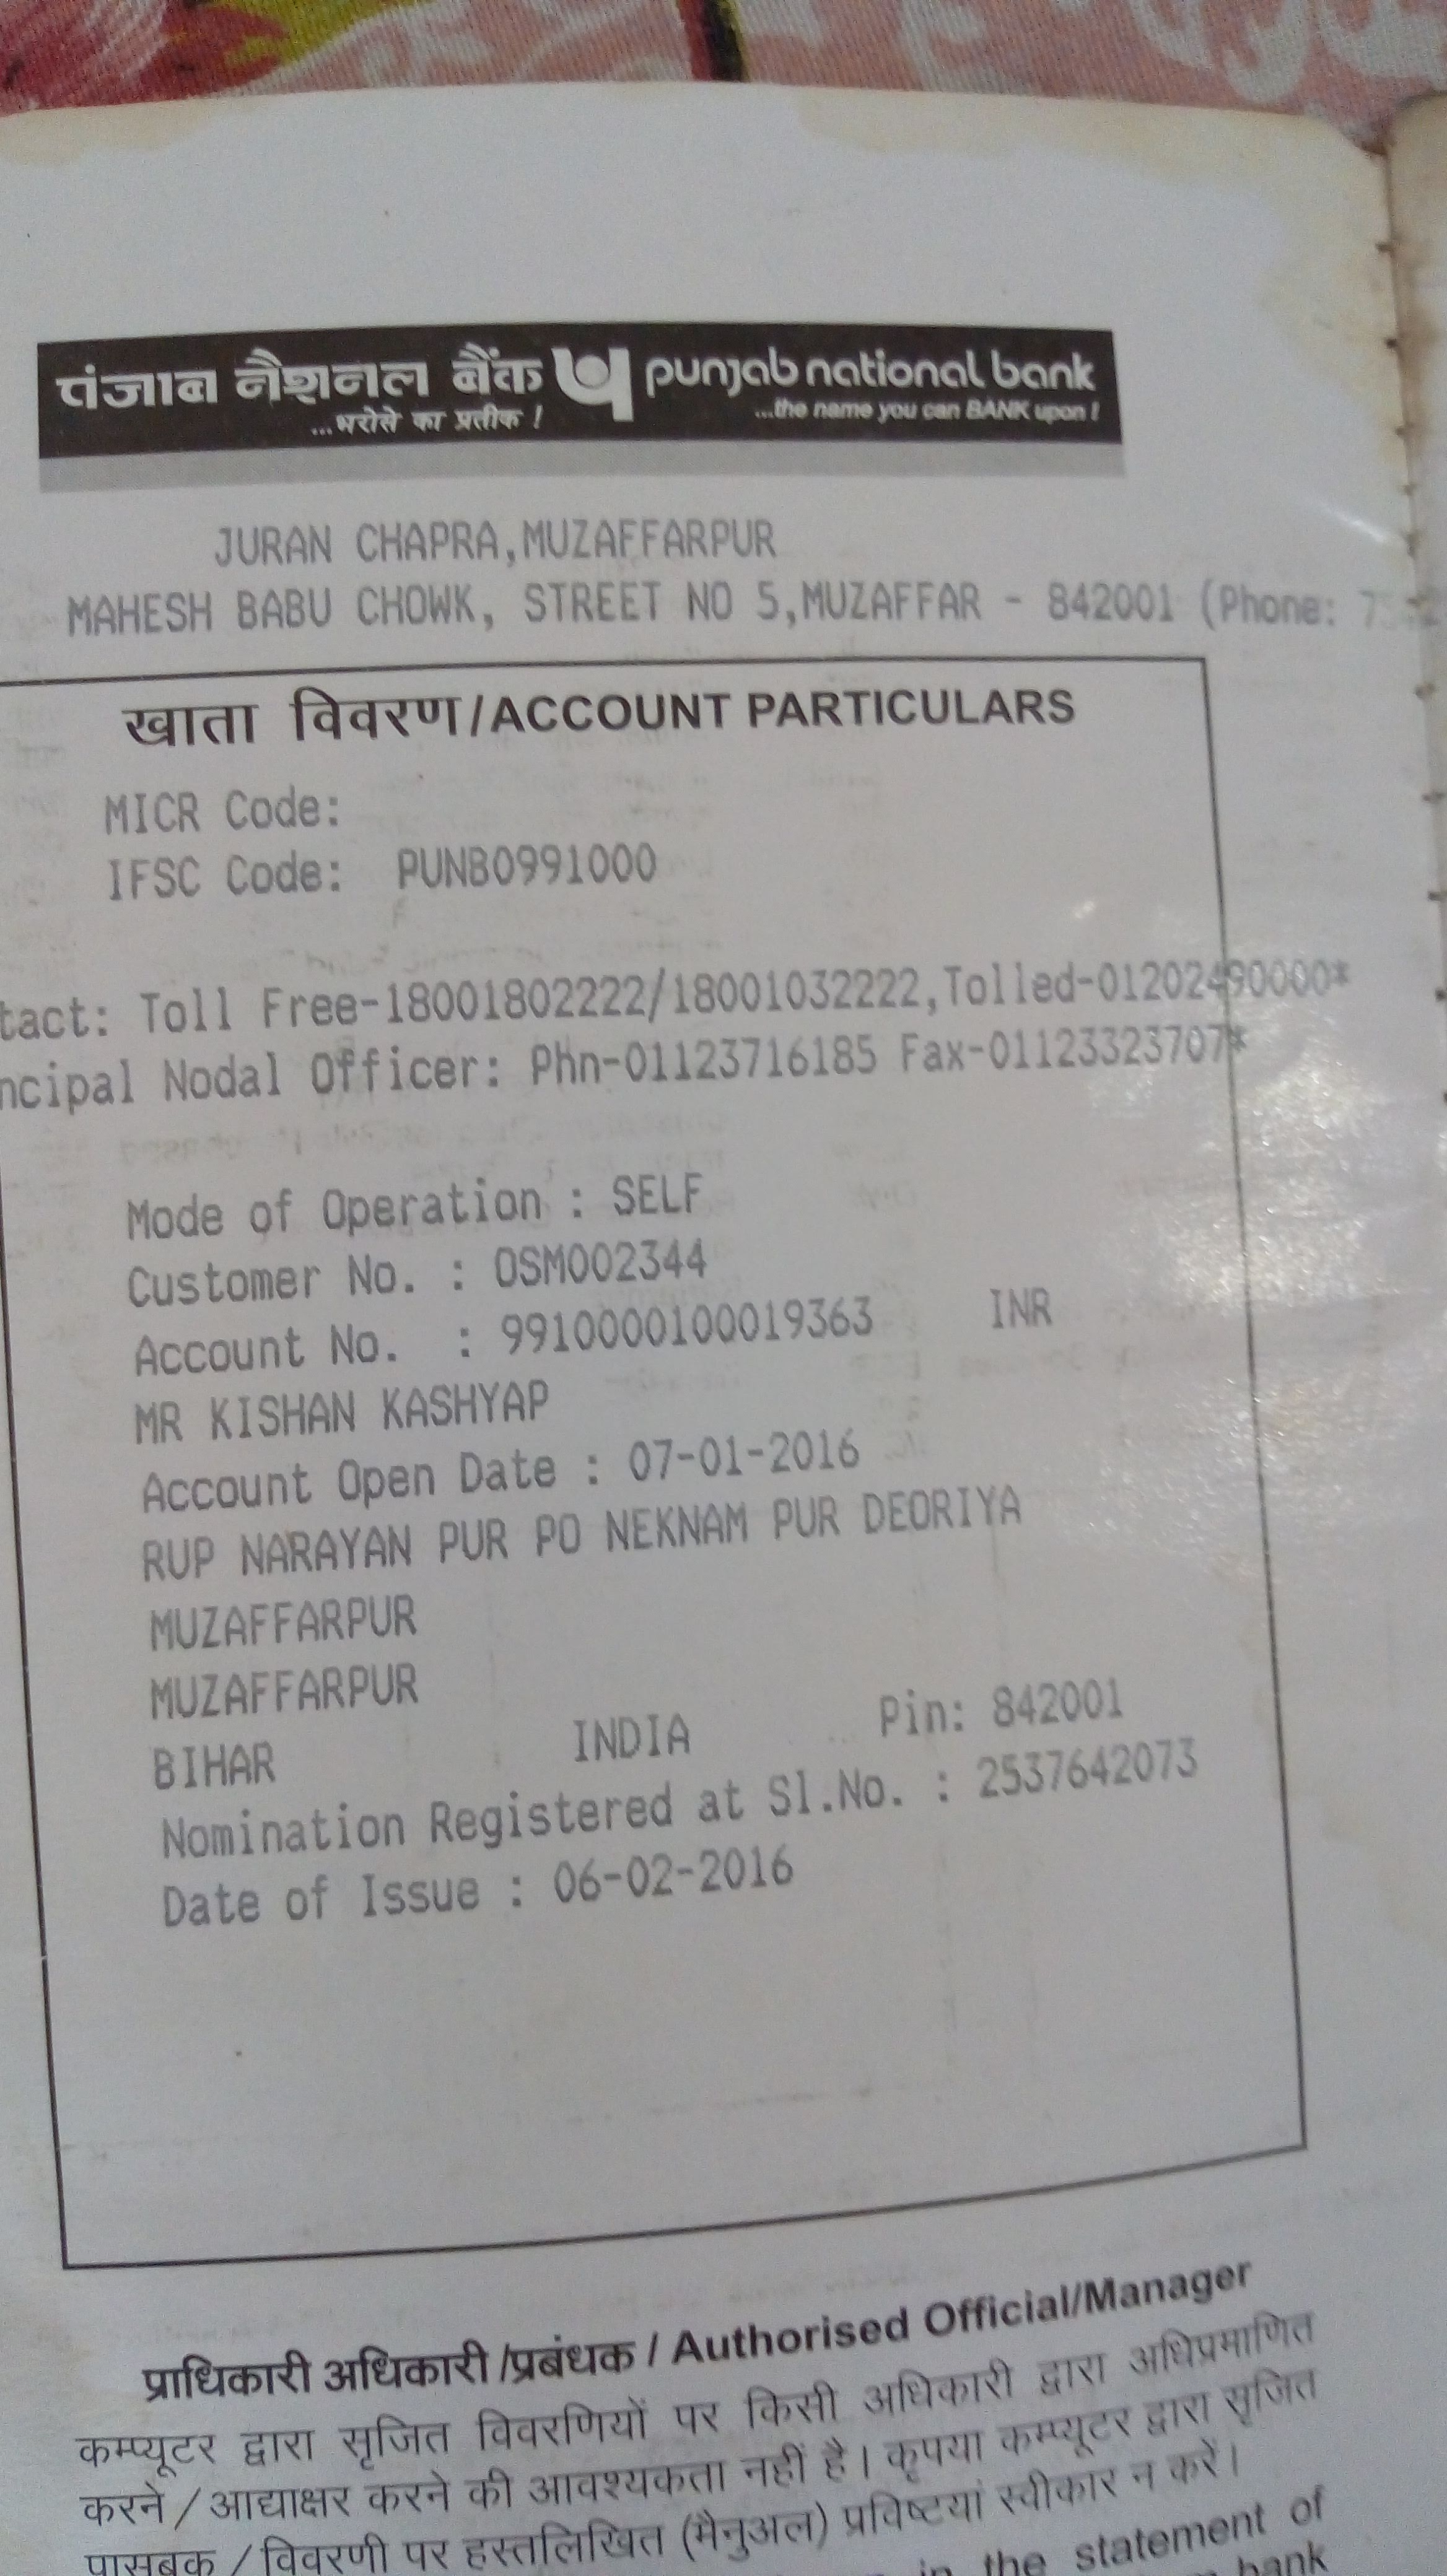 पंजाब नैशनल बैंक punjab national bank
...भरोसे का प्रतीक ! ...the name you can BANK upon !
JURAN CHAPRA,MUZAFFARPUR
MAHESH BABU CHOWK, STREET NO 5,MUZAFFAR - 842001 (Phone:
खाता विवरण/ACCOUNT PARTICULARS
MICR Code:
IFSC Code: PUNB0991000
tact: Toll Free-18001802222/18001032222,Tolled-01202490000*
ncipal Nodal Officer: Phn-01123716185 Fax-01123323707*
Mode of Operation : SELF
Customer No. : OSM002344
Account No. : 9910000100019363 INR
MR KISHAN KASHYAP
Account Open Date : 07-01-2016
RUP NARAYAN PUR PO NEKNAM PUR DEORIYA
MUZAFFARPUR
MUZAFFARPUR
BIHAR INDIA Pin: 842001
Nomination Registered at Sl.No. : 2537642073
Date of Issue : 06-02-2016
प्राधिकारी अधिकारी /प्रबंधक / Authorised Official/Manager
कम्प्यूटर द्वारा सृजित विवरणियों पर किसी अधिकारी द्वारा अधिप्रमाणित
करने / आद्याक्षर करने की आवश्यकता नहीं है। कृपया कम्प्यूटर द्वारा सृजित
पासबुक / विवरणी पर हस्तलिखित (मैनुअल) प्रविष्टयां स्वीकार न करें।
in the statement of
bank